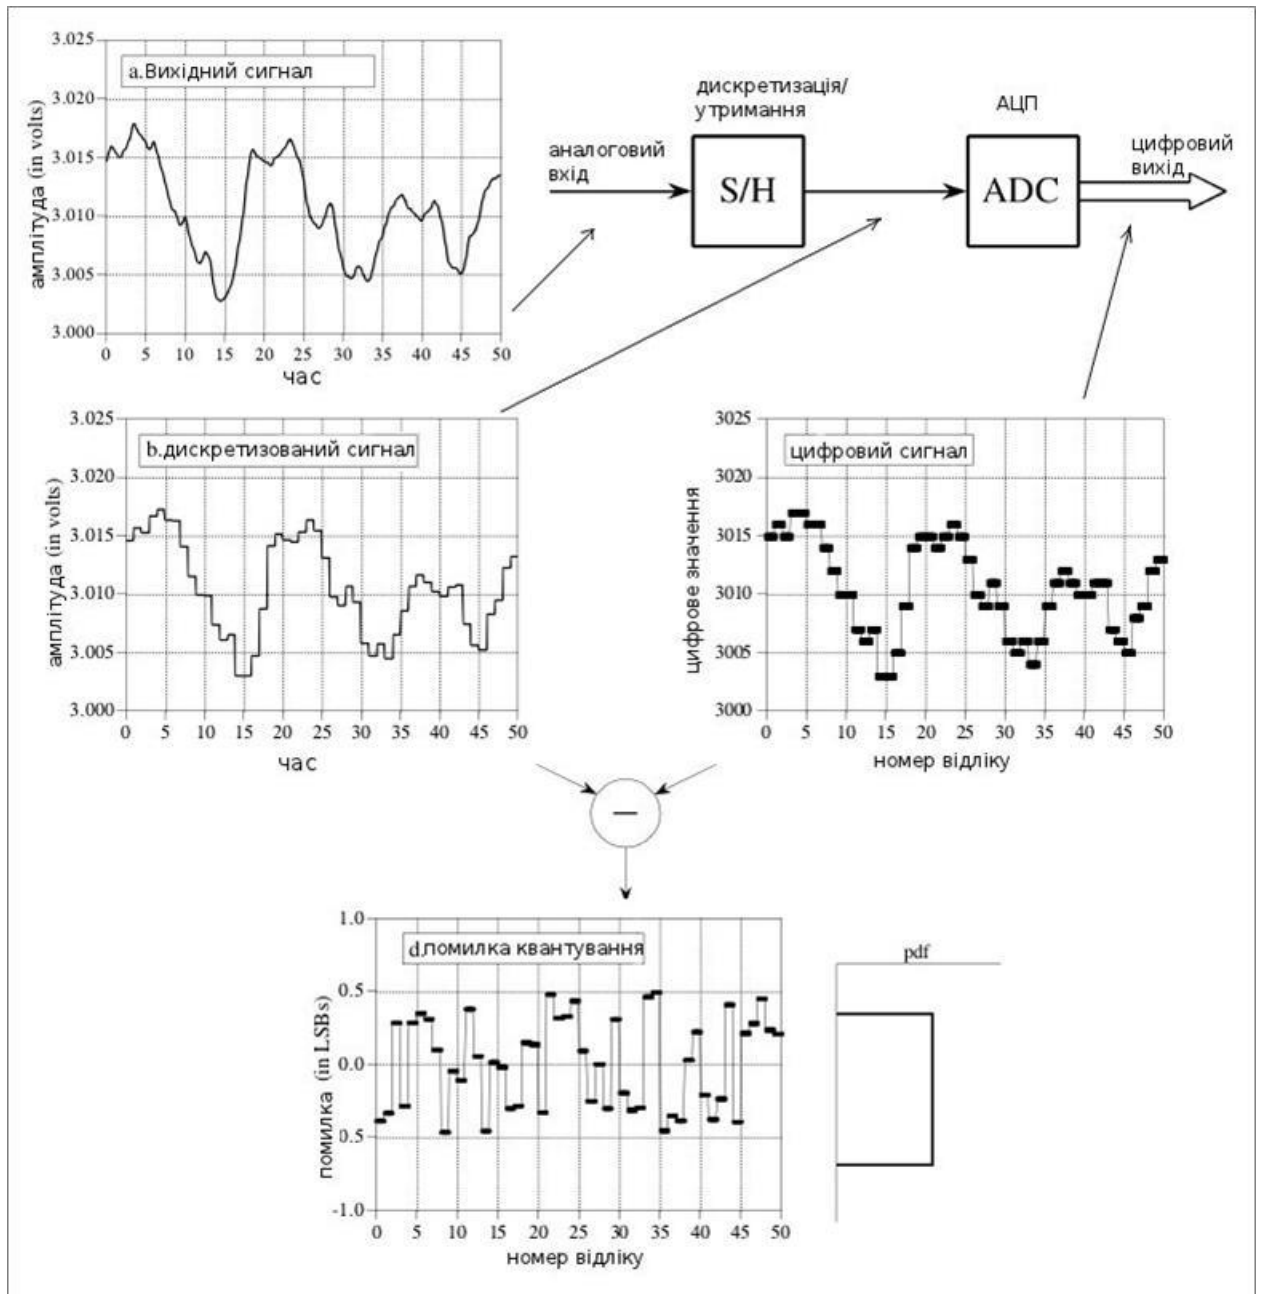 a.Вихідний сигнал
амплітуда (in volts)
3.025
3.020
3.015
3.010
3.005
3.000
0 5 10 15 20 25 30 35 40 45 50
час
аналоговий
вхід
дискретизація/
утримання
S/H
АЦП
ADC
цифровий
вихід
b.дискретизований сигнал
амплітуда (in volts)
3.025
3.020
3.015
3.010
3.005
3.000
0 5 10 15 20 25 30 35 40 45 50
час
цифровий сигнал
цифрове значення
3025
3020
3015
3010
3005
3000
0 5 10 15 20 25 30 35 40 45 50
номер відліку
—
d.помилка квантування
помилка (in LSBs)
1.0
0.5
0.0
0.5
-1.0
0 5 10 15 20 25 30 35 40 45 50
номер відліку
pdf